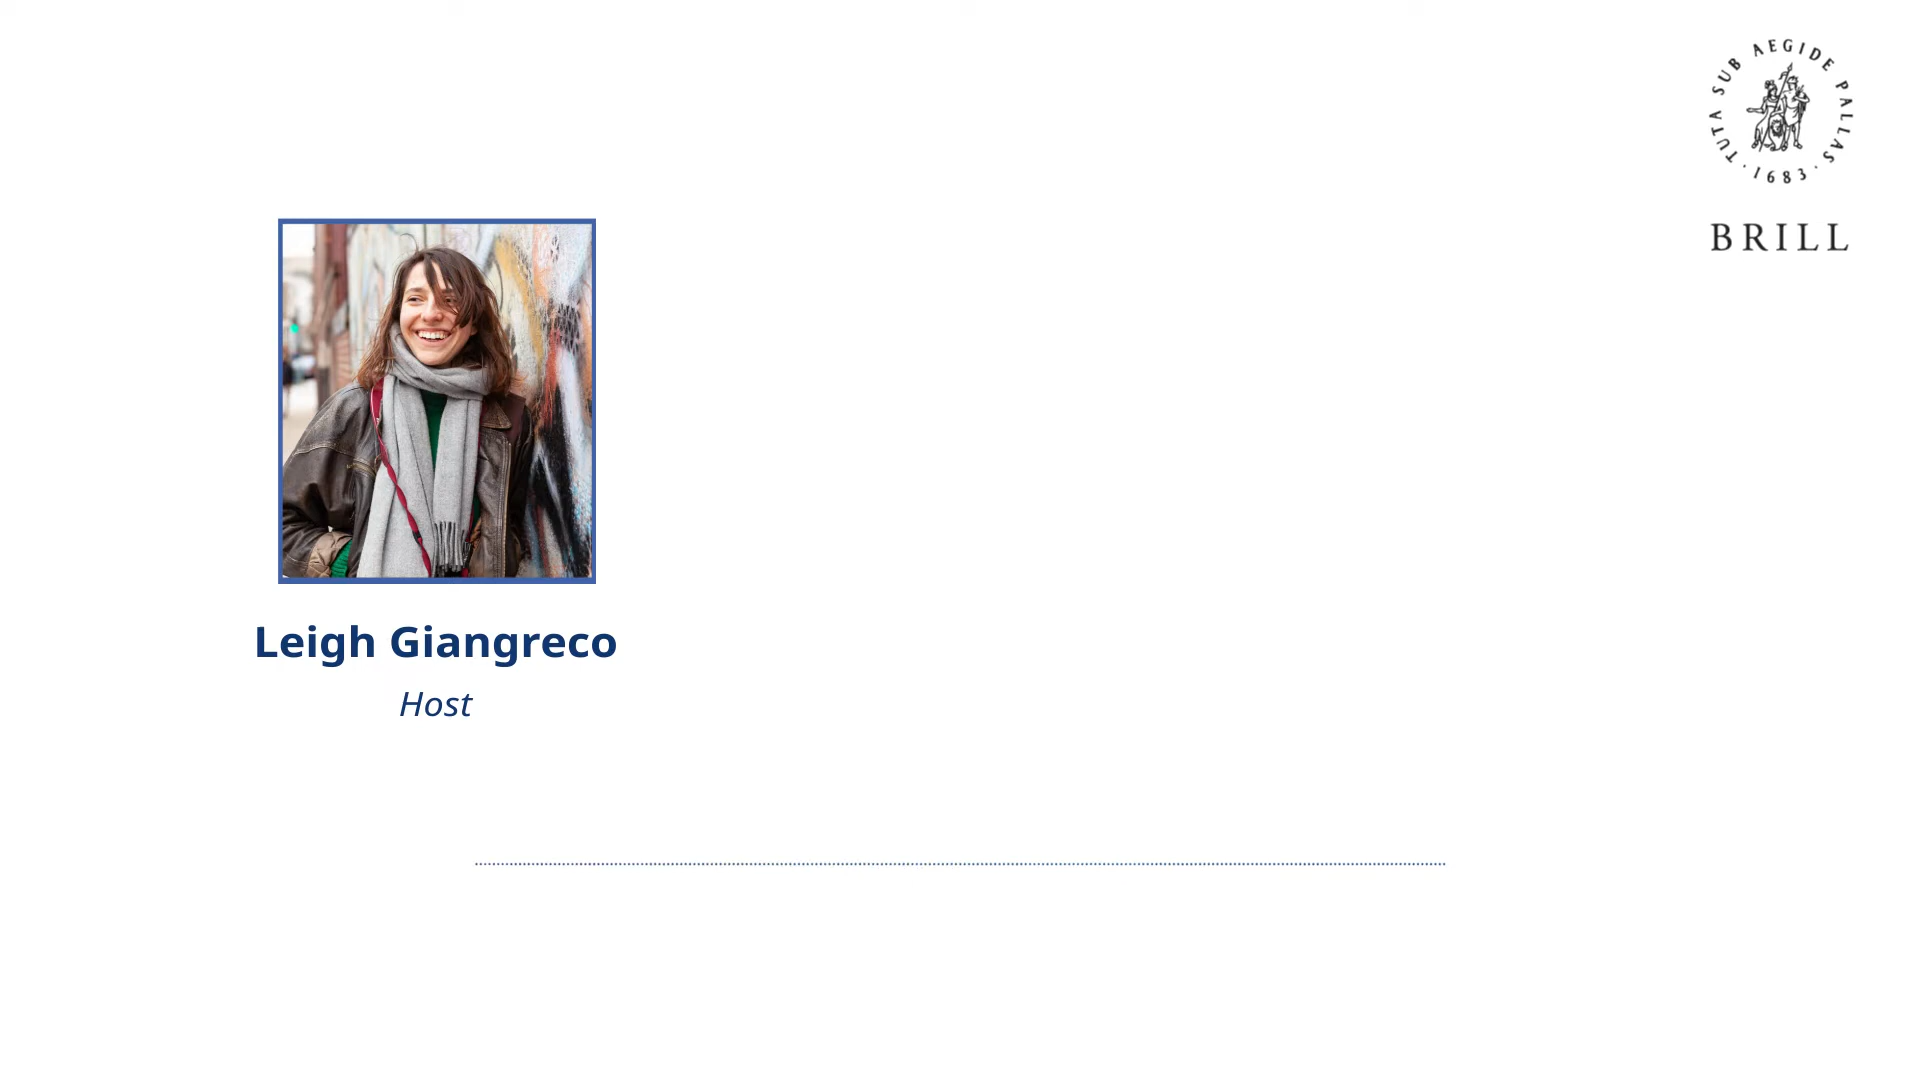 TUTA SUB AEGIDE PALLAS · 1683 ·
BRILL
Leigh Giangreco
Host